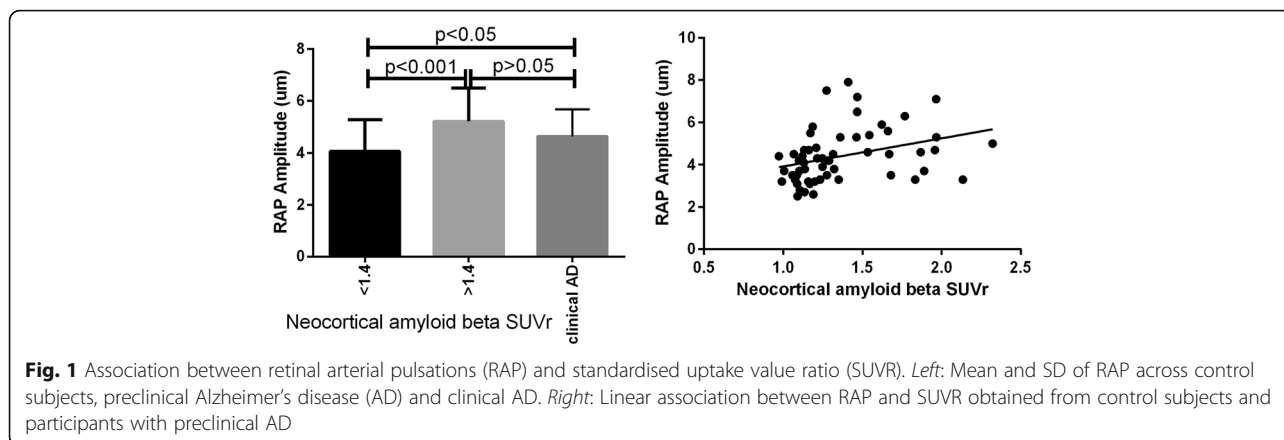 p<0.05
p<0.001 p>0.05
8
6
4
2
0
RAP Amplitude (um)
<1.4
>1.4
clinical AD
Neocortical amyloid beta SUVr
10
8
6
4
2
0
RAP Amplitude (um)
0.5 1.0 1.5 2.0 2.5
Neocortical amyloid beta SUVr
Fig. 1 Association between retinal arterial pulsations (RAP) and standardised uptake value ratio (SUVR). Left: Mean and SD of RAP across control
subjects, preclinical Alzheimer's disease (AD) and clinical AD. Right: Linear association between RAP and SUVR obtained from control subjects and
participants with preclinical AD